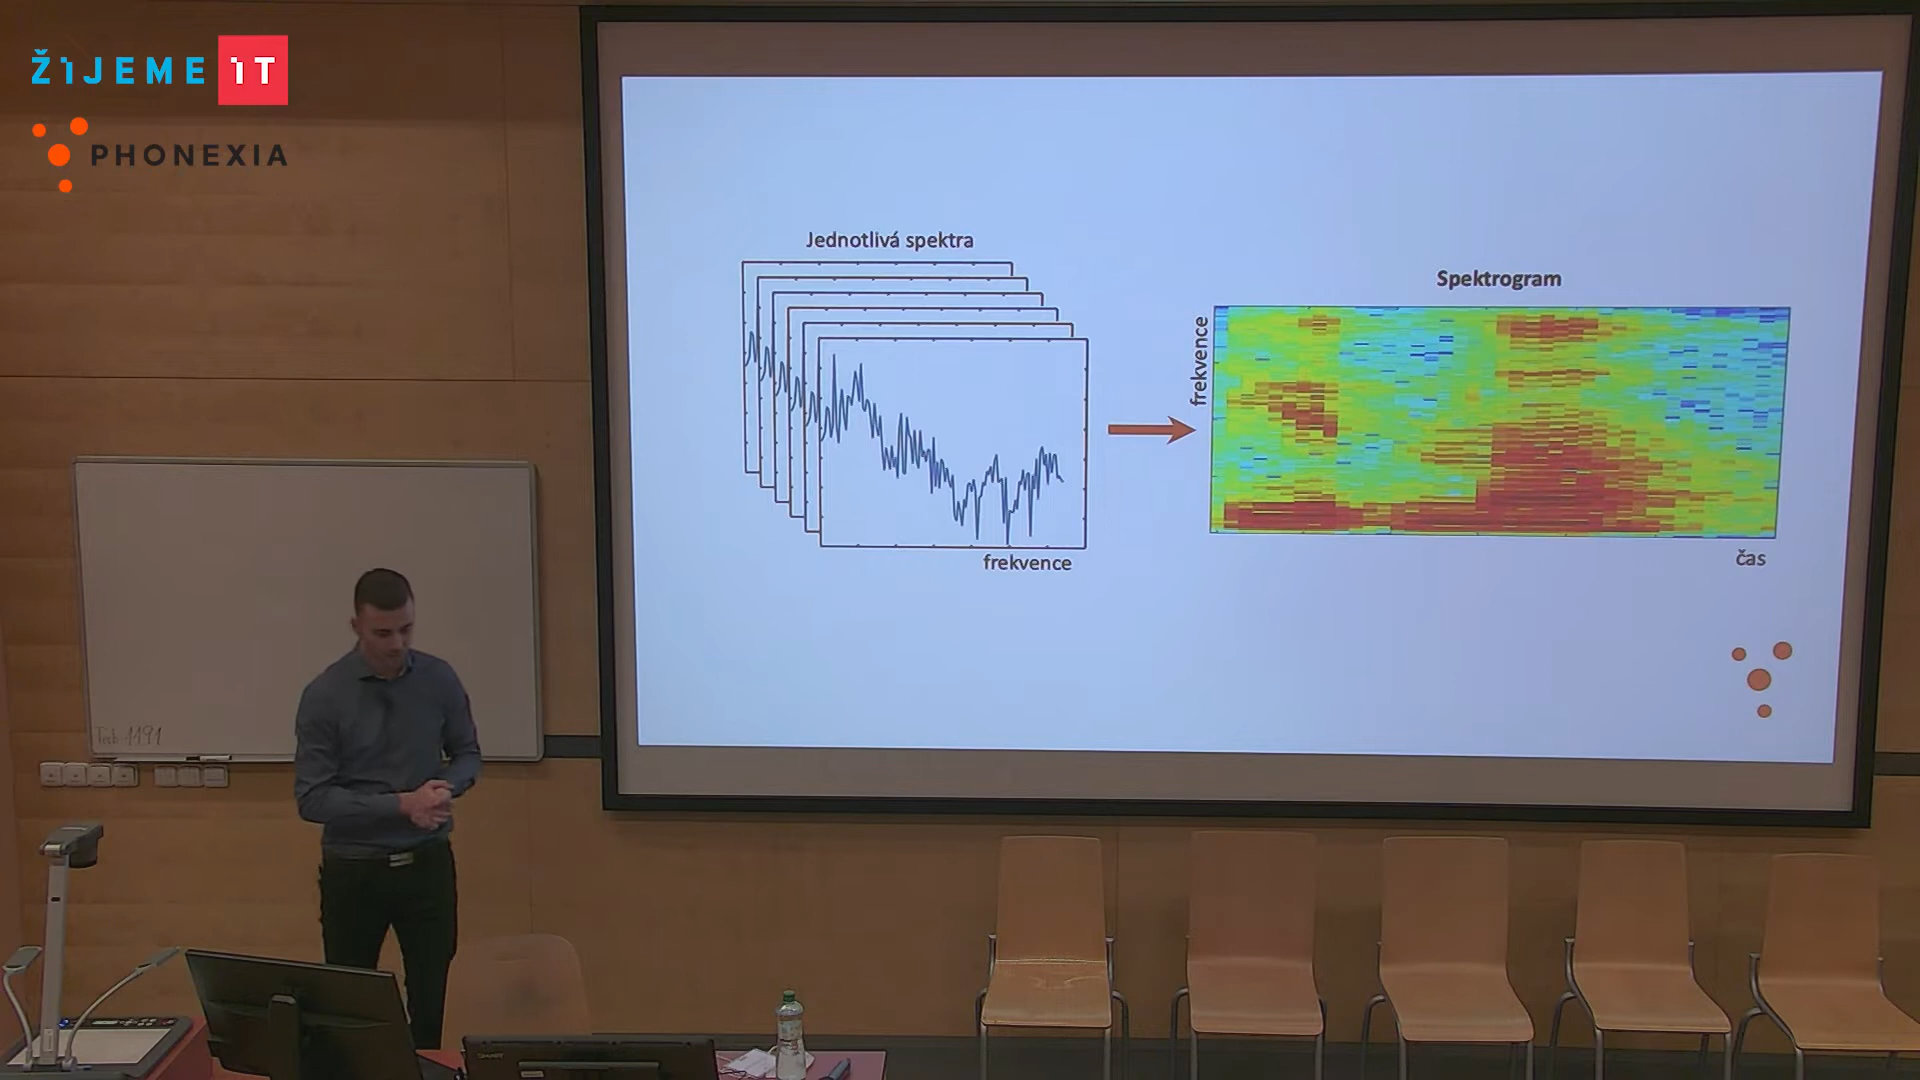 ŽIJEME IT
PHONEXIA
Jednotlivá spektra
frekvence
Spektrogram
frekvence
čas